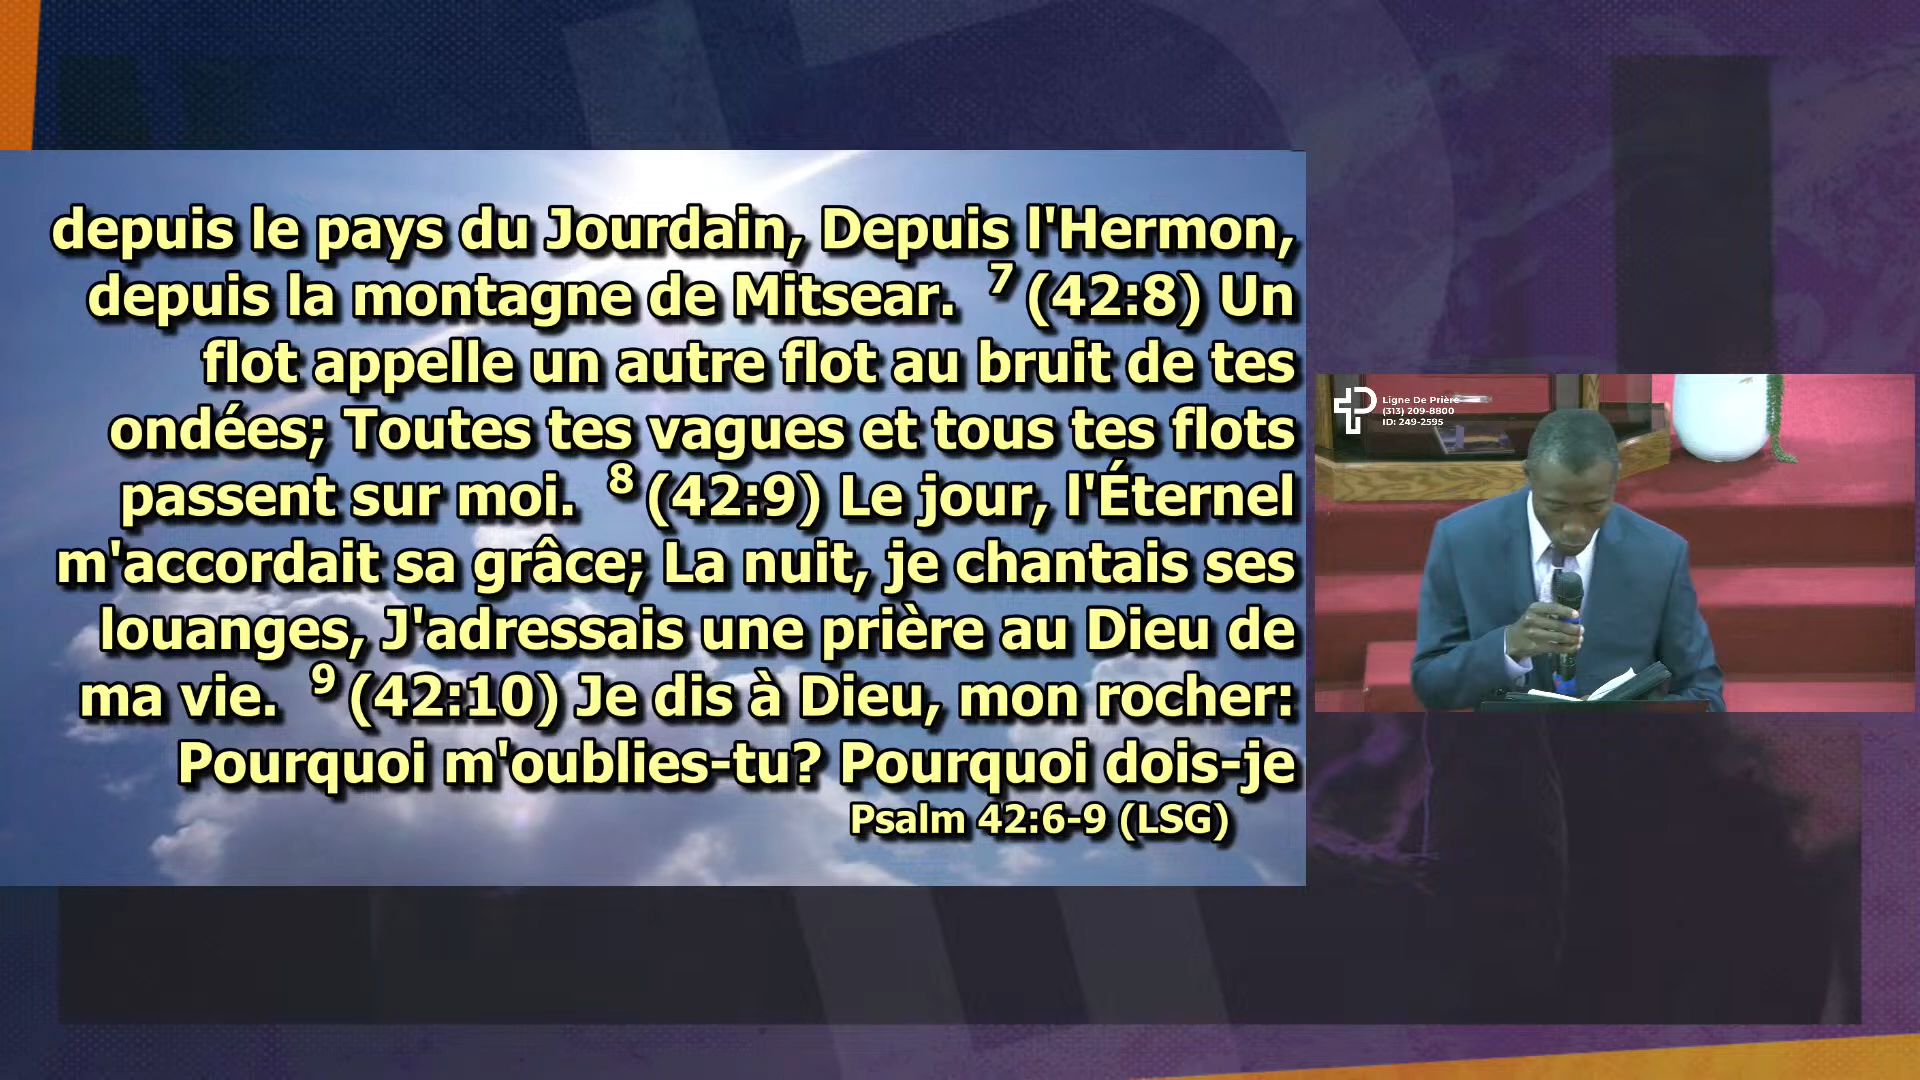 depuis le pays du Jourdain, Depuis l'Hermon,
depuis la montagne de Mitsear. 7 (42:8) Un
flot appelle un autre flot au bruit de tes
ondées; Toutes tes vagues et tous tes flots
passent sur moi. 8 (42:9) Le jour, l'Éternel
m'accordait sa grâce; La nuit, je chantais ses
louanges, J'adressais une prière au Dieu de
ma vie. 9 (42:10) Je dis à Dieu, mon rocher:
Pourquoi m'oublies-tu? Pourquoi dois-je
Psalm 42:6-9 (LSG)
Ligne De Prière
(313) 209-8800
ID: 249-2595